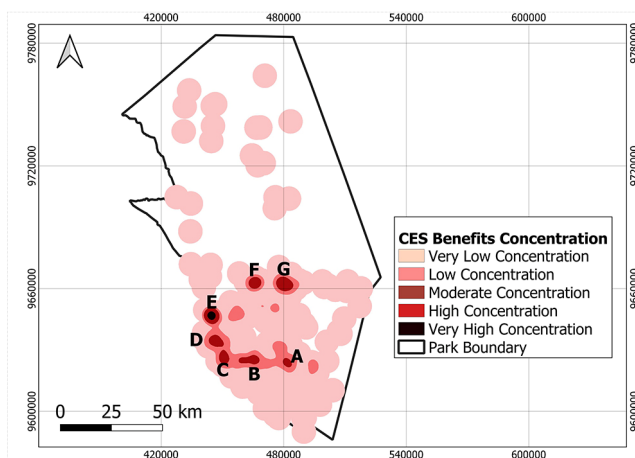 420000 480000 540000 600000
9780000 9780000
9720000 9720000
CES Benefits Concentration
Very Low Concentration
Low Concentration
Moderate Concentration
High Concentration
Very High Concentration
Park Boundary
F G
9660000 9660000
E
D
C B A
9600000 9600000
0 25 50 km
420000 480000 540000 600000